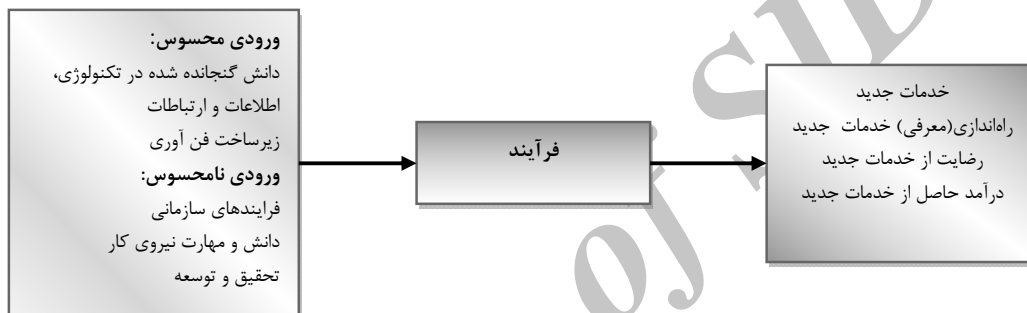 ورودی محسوس:
دانش گنجانده شده در تکنولوژی،
اطلاعات و ارتباطات
زیرساخت فن آوری
ورودی نامحسوس:
فرایندهای سازمانی
دانش و مهارت نیروی کار
تحقیق و توسعه
فرآیند
خدمات جدید
راه‌اندازی(معرفی) خدمات جدید
رضایت از خدمات جدید
درآمد حاصل از خدمات جدید
of SID